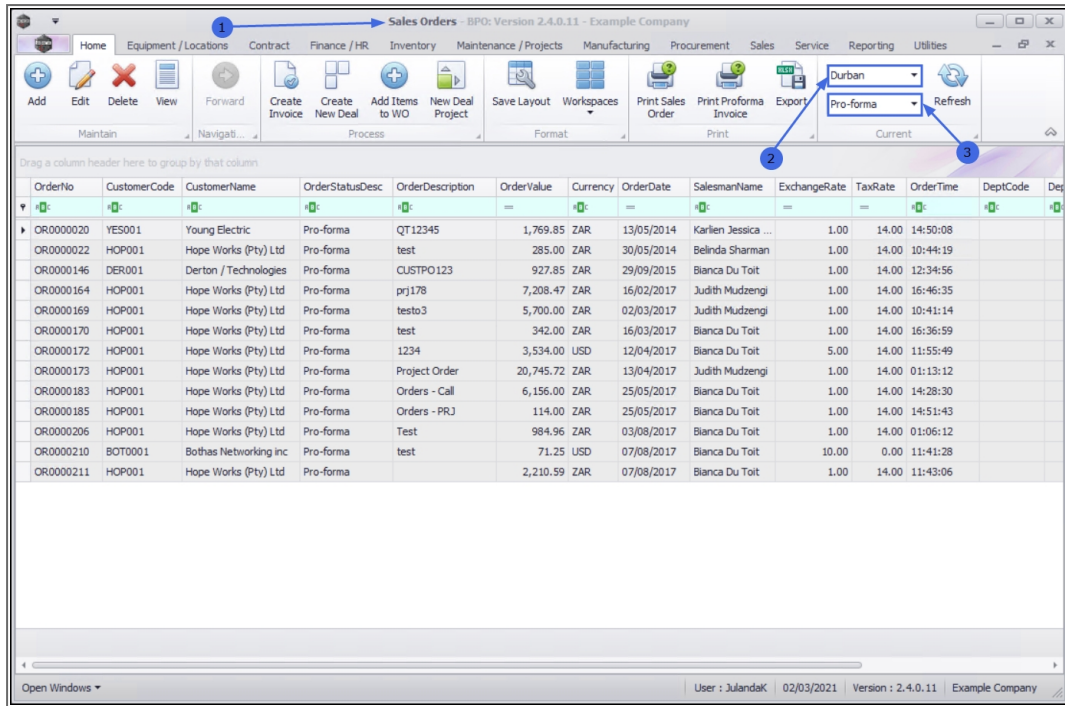 1
Sales Orders - BPO: Version 2.4.0.11 - Example Company
Home Equipment / Locations Contract Finance / HR Inventory Maintenance / Projects Manufacturing Procurement Sales Service Reporting Utilities
Add Edit Delete View Forward Create Invoice Create New Deal Add Items to WO New Deal Project Save Layout Workspaces Print Sales Order Print Proforma Invoice Export Durban Pro-forma Refresh
Maintain Navigati... Process Format Print Current
2 3
Drag a column header here to group by that column
OrderNo CustomerCode CustomerName OrderStatusDesc OrderDescription OrderValue Currency OrderDate SalesmanName ExchangeRate TaxRate OrderTime DeptCode Dep
OR0000020 YES001 Young Electric Pro-forma QT12345 1,769.85 ZAR 13/05/2014 Karlien Jessica ... 1.00 14.00 14:50:08
OR0000022 HOP001 Hope Works (Pty) Ltd Pro-forma test 285.00 ZAR 30/05/2014 Belinda Sharman 1.00 14.00 10:44:19
OR0000146 DER001 Derton / Technologies Pro-forma CUSTPO123 927.85 ZAR 29/09/2015 Bianca Du Toit 1.00 14.00 12:34:56
OR0000164 HOP001 Hope Works (Pty) Ltd Pro-forma prj178 7,208.47 ZAR 16/02/2017 Judith Mudzengi 1.00 14.00 16:46:35
OR0000169 HOP001 Hope Works (Pty) Ltd Pro-forma testo3 5,700.00 ZAR 02/03/2017 Judith Mudzengi 1.00 14.00 10:41:14
OR0000170 HOP001 Hope Works (Pty) Ltd Pro-forma test 342.00 ZAR 16/03/2017 Bianca Du Toit 1.00 14.00 16:36:59
OR0000172 HOP001 Hope Works (Pty) Ltd Pro-forma 1234 3,534.00 USD 12/04/2017 Bianca Du Toit 5.00 14.00 11:55:49
OR0000173 HOP001 Hope Works (Pty) Ltd Pro-forma Project Order 20,745.72 ZAR 13/04/2017 Judith Mudzengi 1.00 14.00 01:13:12
OR0000183 HOP001 Hope Works (Pty) Ltd Pro-forma Orders - Call 6,156.00 ZAR 25/05/2017 Bianca Du Toit 1.00 14.00 14:28:30
OR0000185 HOP001 Hope Works (Pty) Ltd Pro-forma Orders - PRJ 114.00 ZAR 25/05/2017 Bianca Du Toit 1.00 14.00 14:51:43
OR0000206 HOP001 Hope Works (Pty) Ltd Pro-forma Test 984.96 ZAR 03/08/2017 Bianca Du Toit 1.00 14.00 01:06:12
OR0000210 BOT0001 Bothas Networking inc Pro-forma test 71.25 USD 07/08/2017 Bianca Du Toit 10.00 0.00 11:41:28
OR0000211 HOP001 Hope Works (Pty) Ltd Pro-forma 2,210.59 ZAR 07/08/2017 Bianca Du Toit 1.00 14.00 11:43:06
Open Windows User : JulandaK 02/03/2021 Version : 2.4.0.11 Example Company